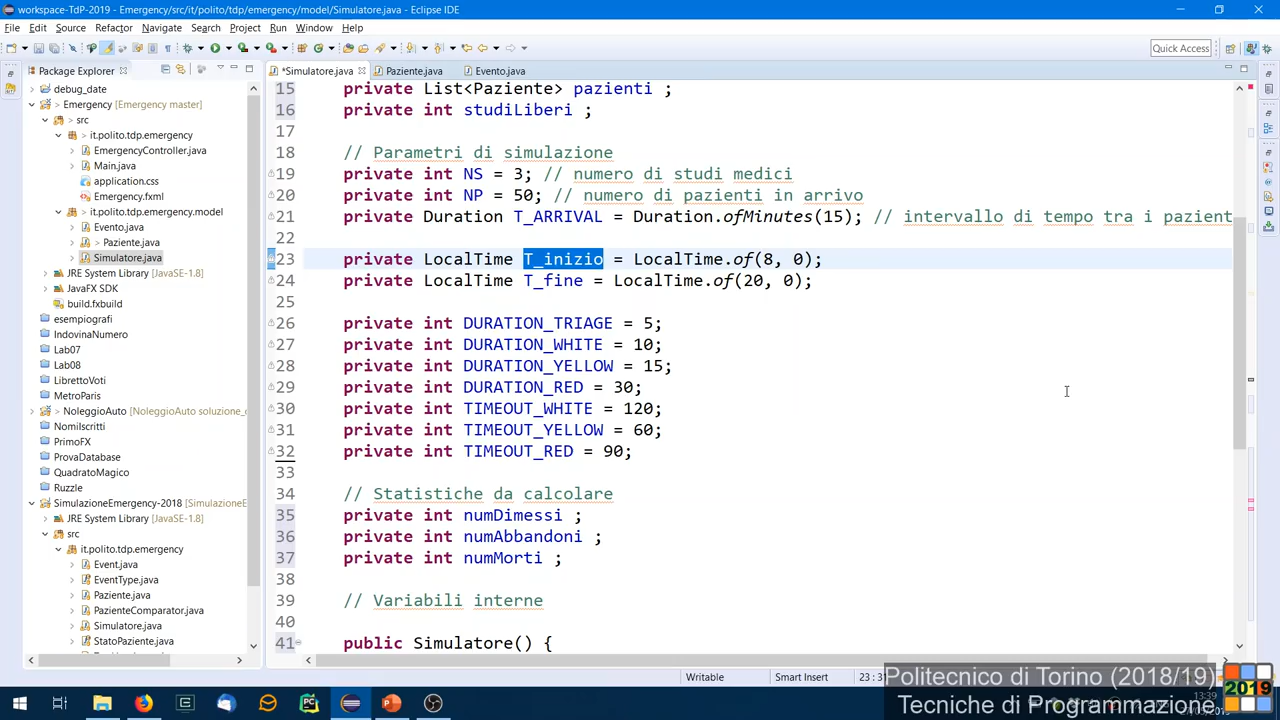 workspace-TdP-2019 - Emergency/src/it/polito/tdp/emergency/model/Simulatore.java - Eclipse IDE
File Edit Source Refactor Navigate Search Project Run Window Help
Quick Access
Package Explorer
*Simulatore.java
Paziente.java
Evento.java
debug_date
> Emergency [Emergency master]
> src
> it.polito.tdp.emergency
EmergencyController.java
Main.java
application.css
Emergency.fxml
> it.polito.tdp.emergency.model
Evento.java
> Paziente.java
Simulatore.java
JRE System Library [JavaSE-1.8]
JavaFX SDK
build.fxbuild
esempiografi
IndovinaNumero
Lab07
Lab08
LibrettoVoti
MetroParis
> NoleggioAuto [NoleggioAuto soluzione_
NomiIscritti
PrimoFX
ProvaDatabase
QuadratoMagico
Ruzzle
SimulazioneEmergency-2018 [SimulazioneE
JRE System Library [JavaSE-1.8]
src
it.polito.tdp.emergency
Event.java
EventType.java
Paziente.java
PazienteComparator.java
Simulatore.java
StatoPaziente.java
15 private List<Paziente> pazienti ;
16 private int studiLiberi ;
17
18 // Parametri di simulazione
19 private int NS = 3; // numero di studi medici
20 private int NP = 50; // numero di pazienti in arrivo
21 private Duration T_ARRIVAL = Duration.ofMinutes(15); // intervallo di tempo tra i pazient
22
23 private LocalTime T_inizio = LocalTime.of(8, 0);
24 private LocalTime T_fine = LocalTime.of(20, 0);
25
26 private int DURATION_TRIAGE = 5;
27 private int DURATION_WHITE = 10;
28 private int DURATION_YELLOW = 15;
29 private int DURATION_RED = 30;
30 private int TIMEOUT_WHITE = 120;
31 private int TIMEOUT_YELLOW = 60;
32 private int TIMEOUT_RED = 90;
33
34 // Statistiche da calcolare
35 private int numDimessi ;
36 private int numAbbandoni ;
37 private int numMorti ;
38
39 // Variabili interne
40
41 public Simulatore() {
Writable
Smart Insert
Politecnico di Torino (2018/19)
Tecniche di Programmazione
2019
13:39